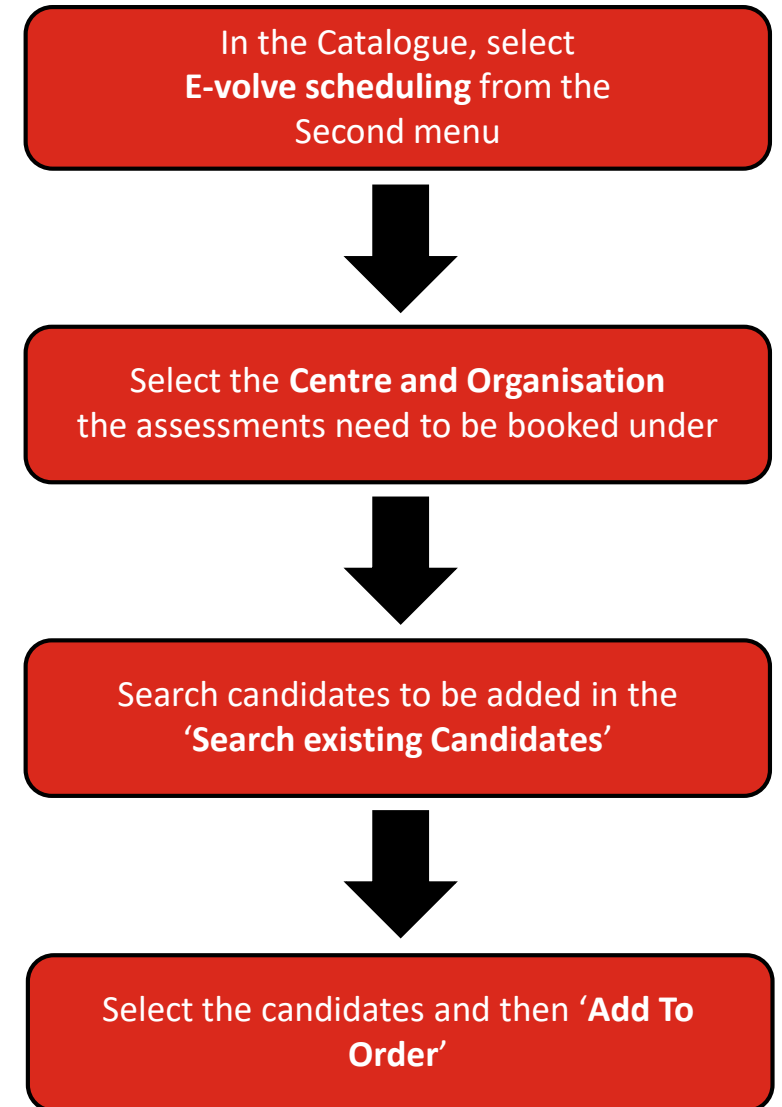 In the Catalogue, select
E-volve scheduling from the
Second menu
Select the Centre and Organisation
the assessments need to be booked under
Search candidates to be added in the
‘Search existing Candidates’
Select the candidates and then ‘Add To
Order’